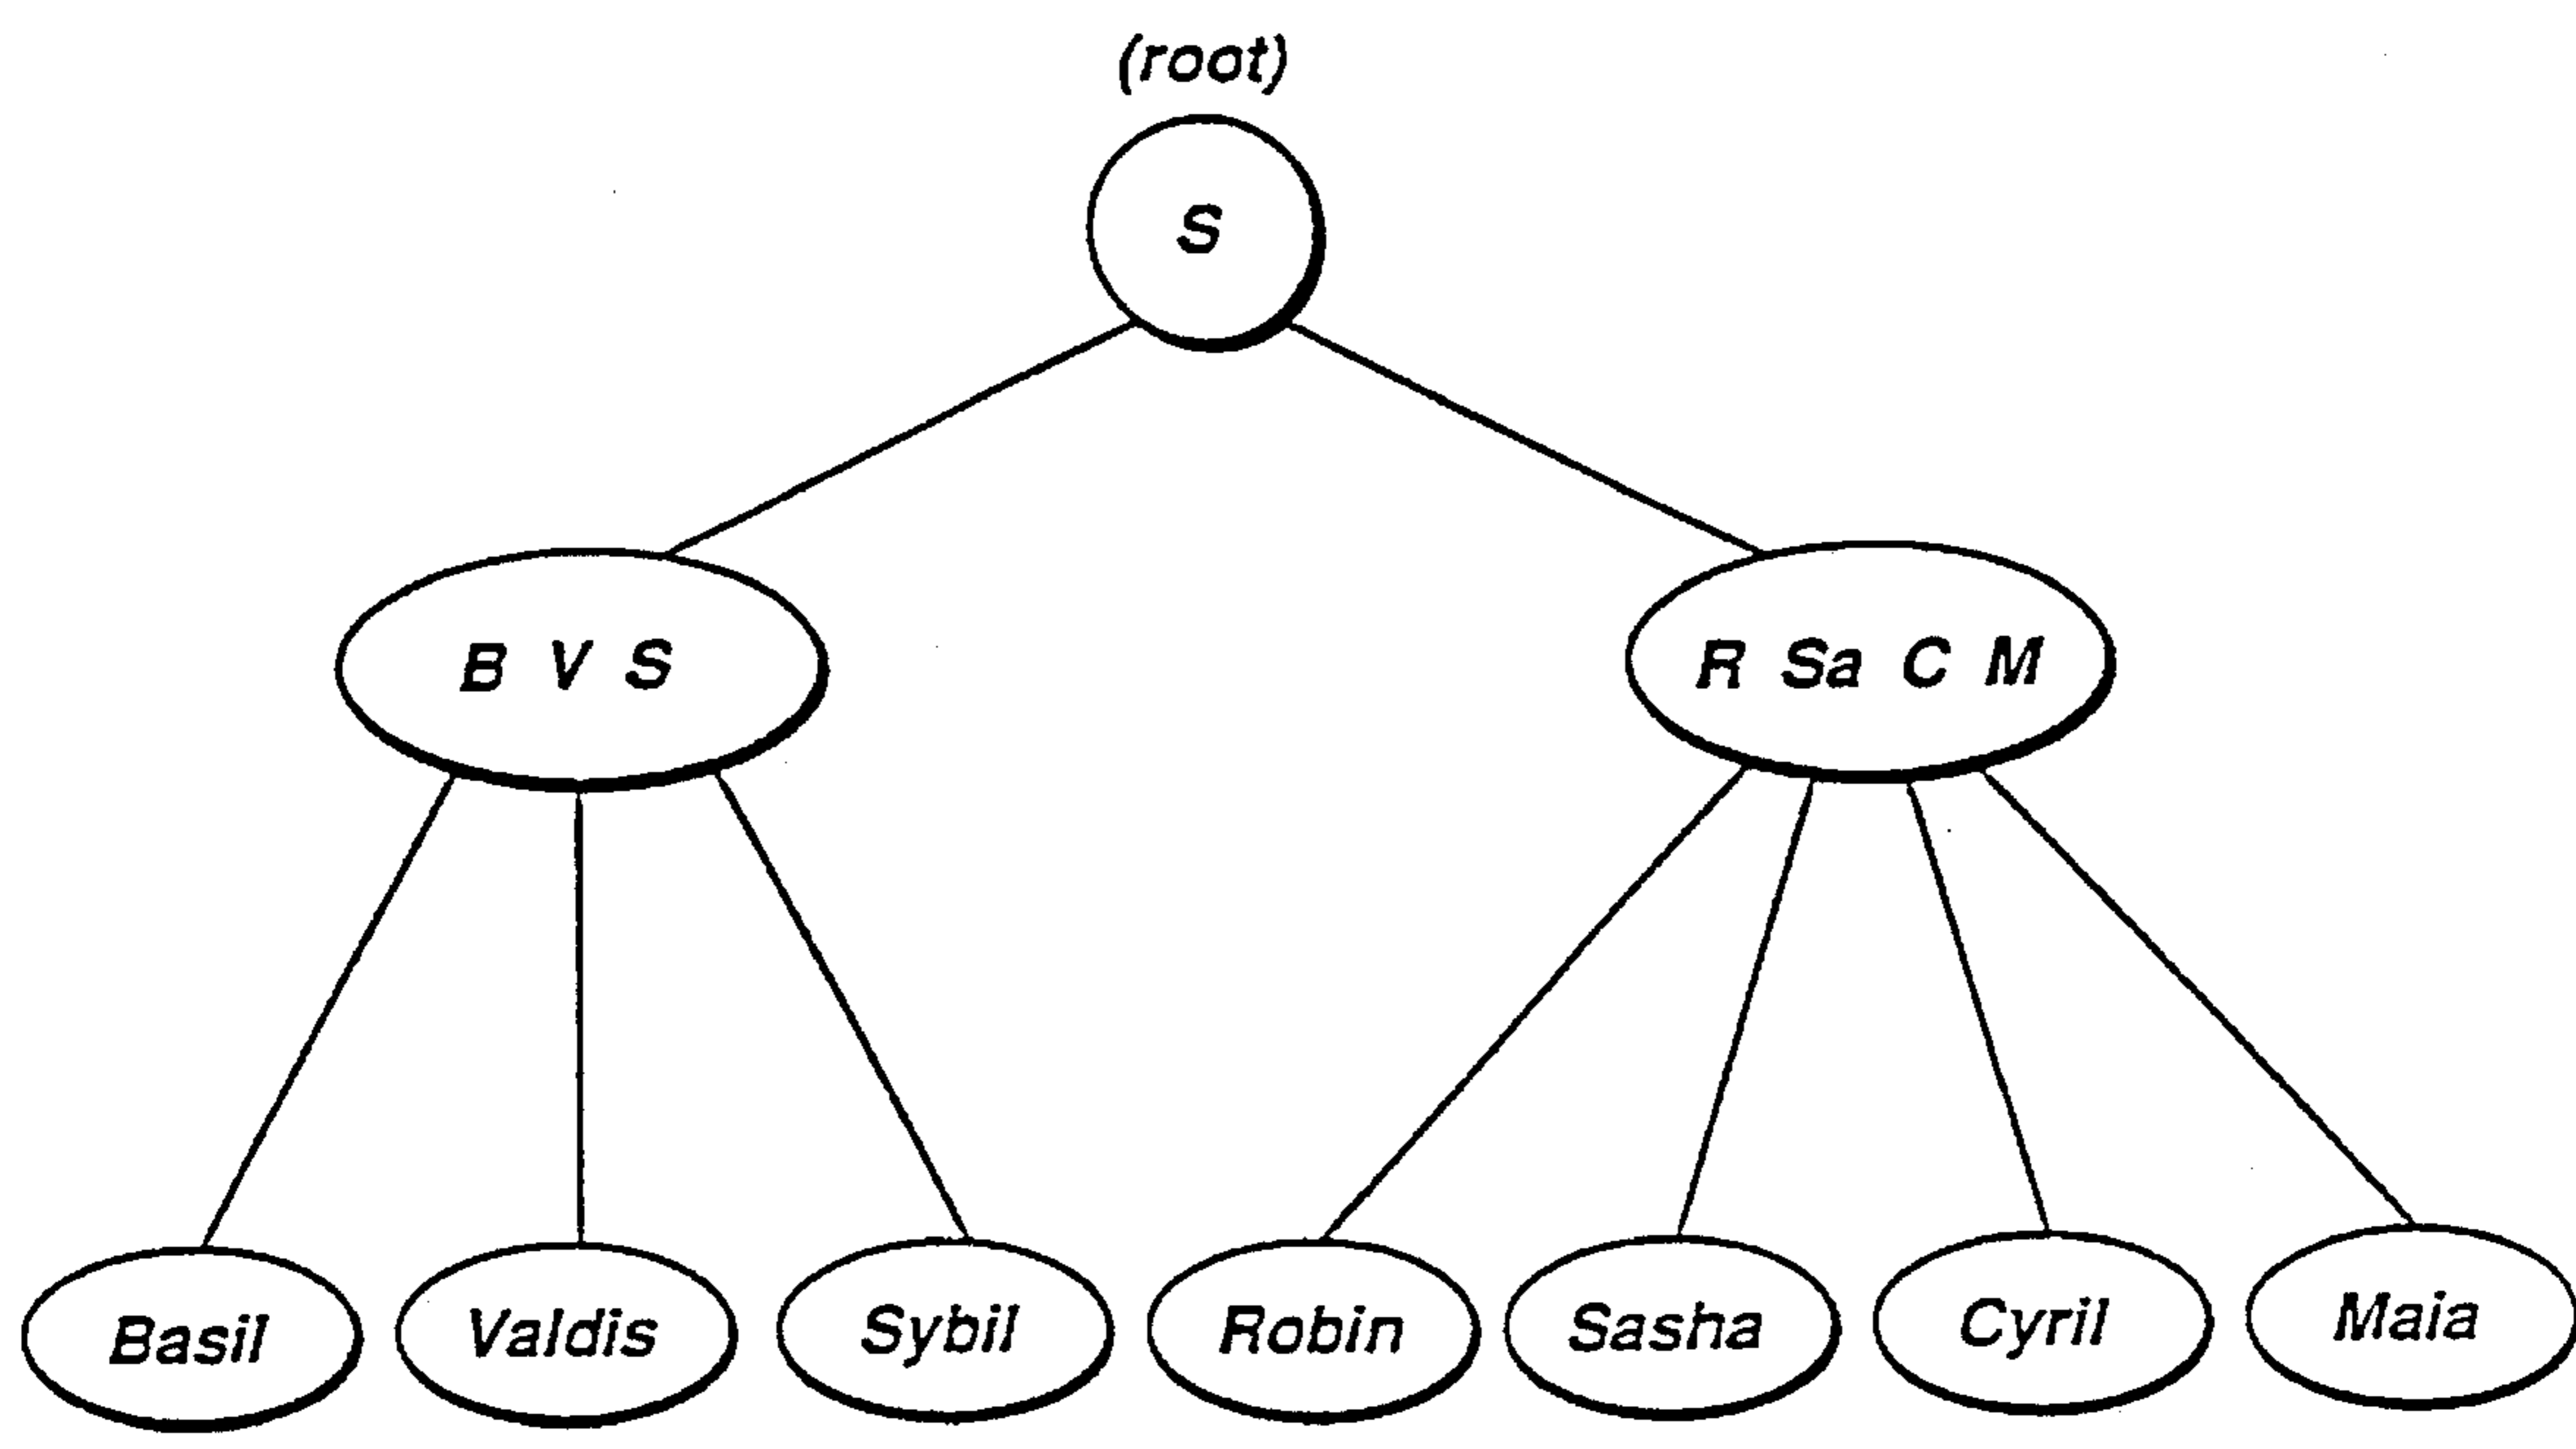 (root)
S
B V S
R Sa C M
Basil Valdis Sybil Robin Sasha Cyril Maia